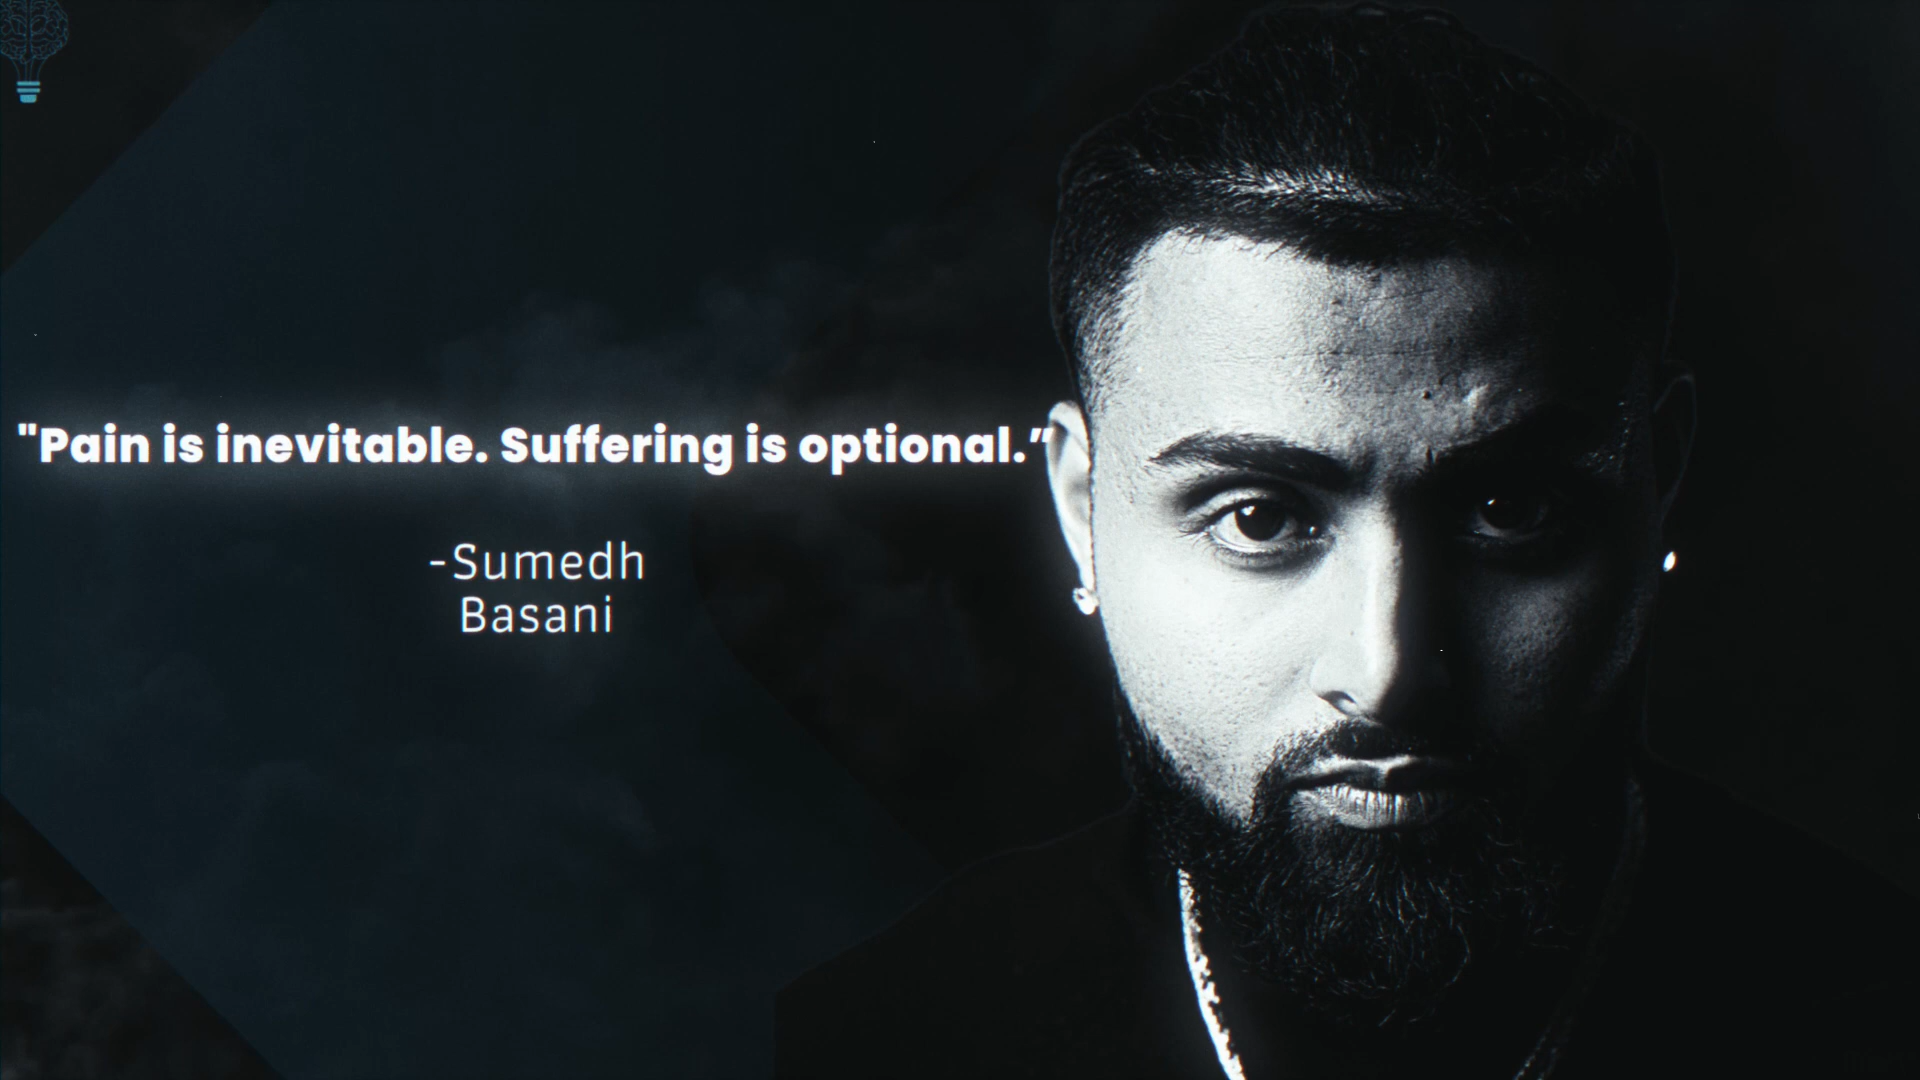 "Pain is inevitable. Suffering is optional.”
-Sumedh
Basani